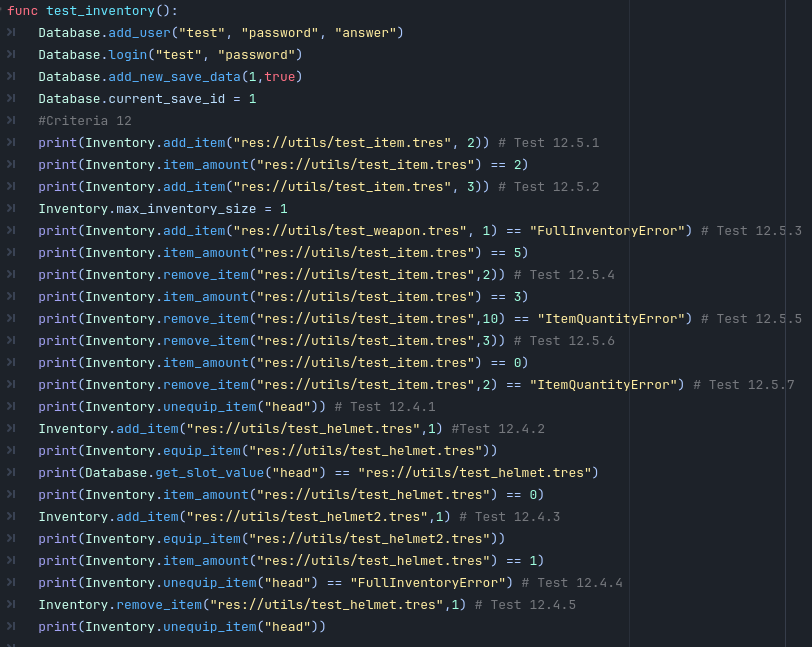 func test_inventory():
Database.add_user("test", "password", "answer")
Database.login("test", "password")
Database.add_new_save_data(1,true)
Database.current_save_id = 1
#Criteria 12
print(Inventory.add_item("res://utils/test_item.tres", 2)) # Test 12.5.1
print(Inventory.item_amount("res://utils/test_item.tres") == 2)
print(Inventory.add_item("res://utils/test_item.tres", 3)) # Test 12.5.2
Inventory.max_inventory_size = 1
print(Inventory.add_item("res://utils/test_weapon.tres", 1) == "FullInventoryError") # Test 12.5.3
print(Inventory.item_amount("res://utils/test_item.tres") == 5)
print(Inventory.remove_item("res://utils/test_item.tres",2)) # Test 12.5.4
print(Inventory.item_amount("res://utils/test_item.tres") == 3)
print(Inventory.remove_item("res://utils/test_item.tres",10) == "ItemQuantityError") # Test 12.5.5
print(Inventory.remove_item("res://utils/test_item.tres",3)) # Test 12.5.6
print(Inventory.item_amount("res://utils/test_item.tres") == 0)
print(Inventory.remove_item("res://utils/test_item.tres",2) == "ItemQuantityError") # Test 12.5.7
print(Inventory.unequip_item("head")) # Test 12.4.1
Inventory.add_item("res://utils/test_helmet.tres",1) #Test 12.4.2
print(Inventory.equip_item("res://utils/test_helmet.tres"))
print(Database.get_slot_value("head") == "res://utils/test_helmet.tres")
print(Inventory.item_amount("res://utils/test_helmet.tres") == 0)
Inventory.add_item("res://utils/test_helmet2.tres",1) # Test 12.4.3
print(Inventory.equip_item("res://utils/test_helmet2.tres"))
print(Inventory.item_amount("res://utils/test_helmet.tres") == 1)
print(Inventory.unequip_item("head") == "FullInventoryError") # Test 12.4.4
Inventory.remove_item("res://utils/test_helmet.tres",1) # Test 12.4.5
print(Inventory.unequip_item("head"))